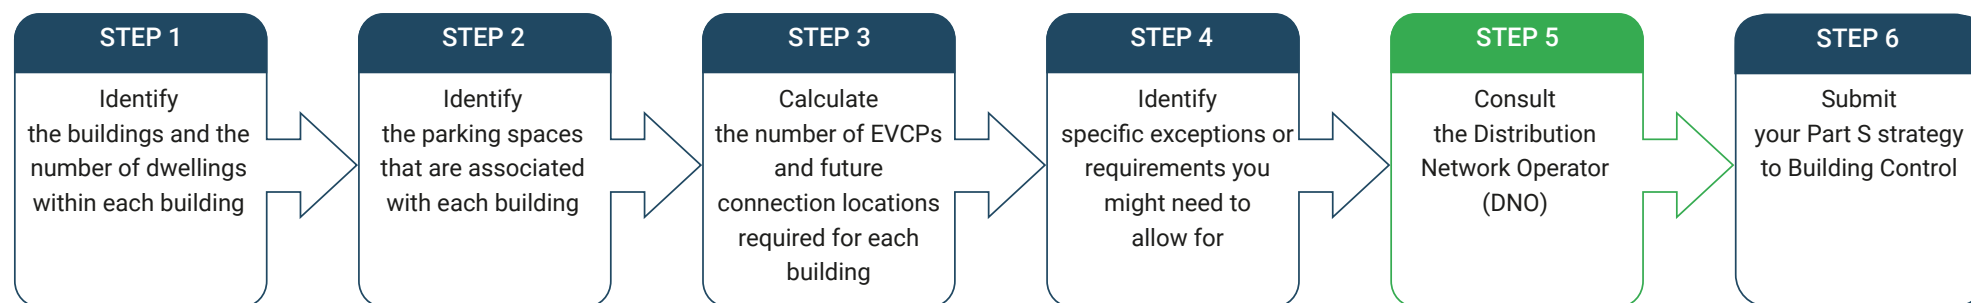 STEP 1
Identify
the buildings and the
number of dwellings
within each building
STEP 2
Identify
the parking spaces
that are associated
with each building
STEP 3
Calculate
the number of EVCPs
and future
connection locations
required for each
building
STEP 4
Identify
specific exceptions or
requirements you
might need to
allow for
STEP 5
Consult
the Distribution
Network Operator
(DNO)
STEP 6
Submit
your Part S strategy
to Building Control